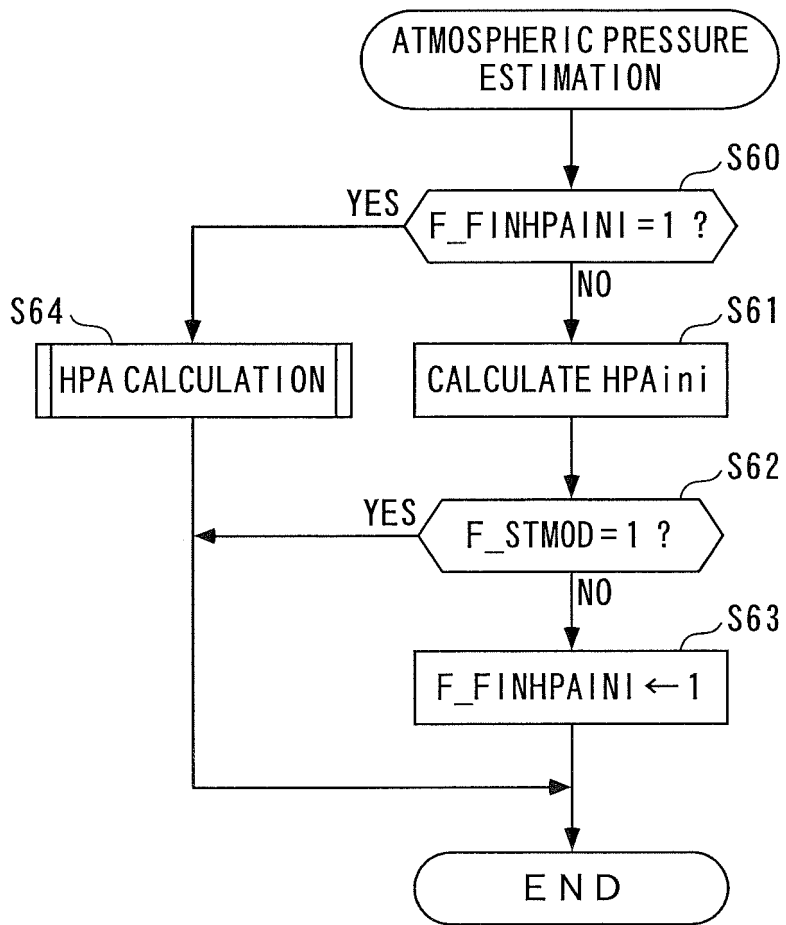 ATMOSPHERIC PRESSURE
ESTIMATION
S60
YES
F_FINHPAINI=1 ?
NO
S64
S61
HPA CALCULATION
CALCULATE HPAini
S62
YES
F_STMOD=1 ?
NO
S63
F_FINHPAINI←1
END